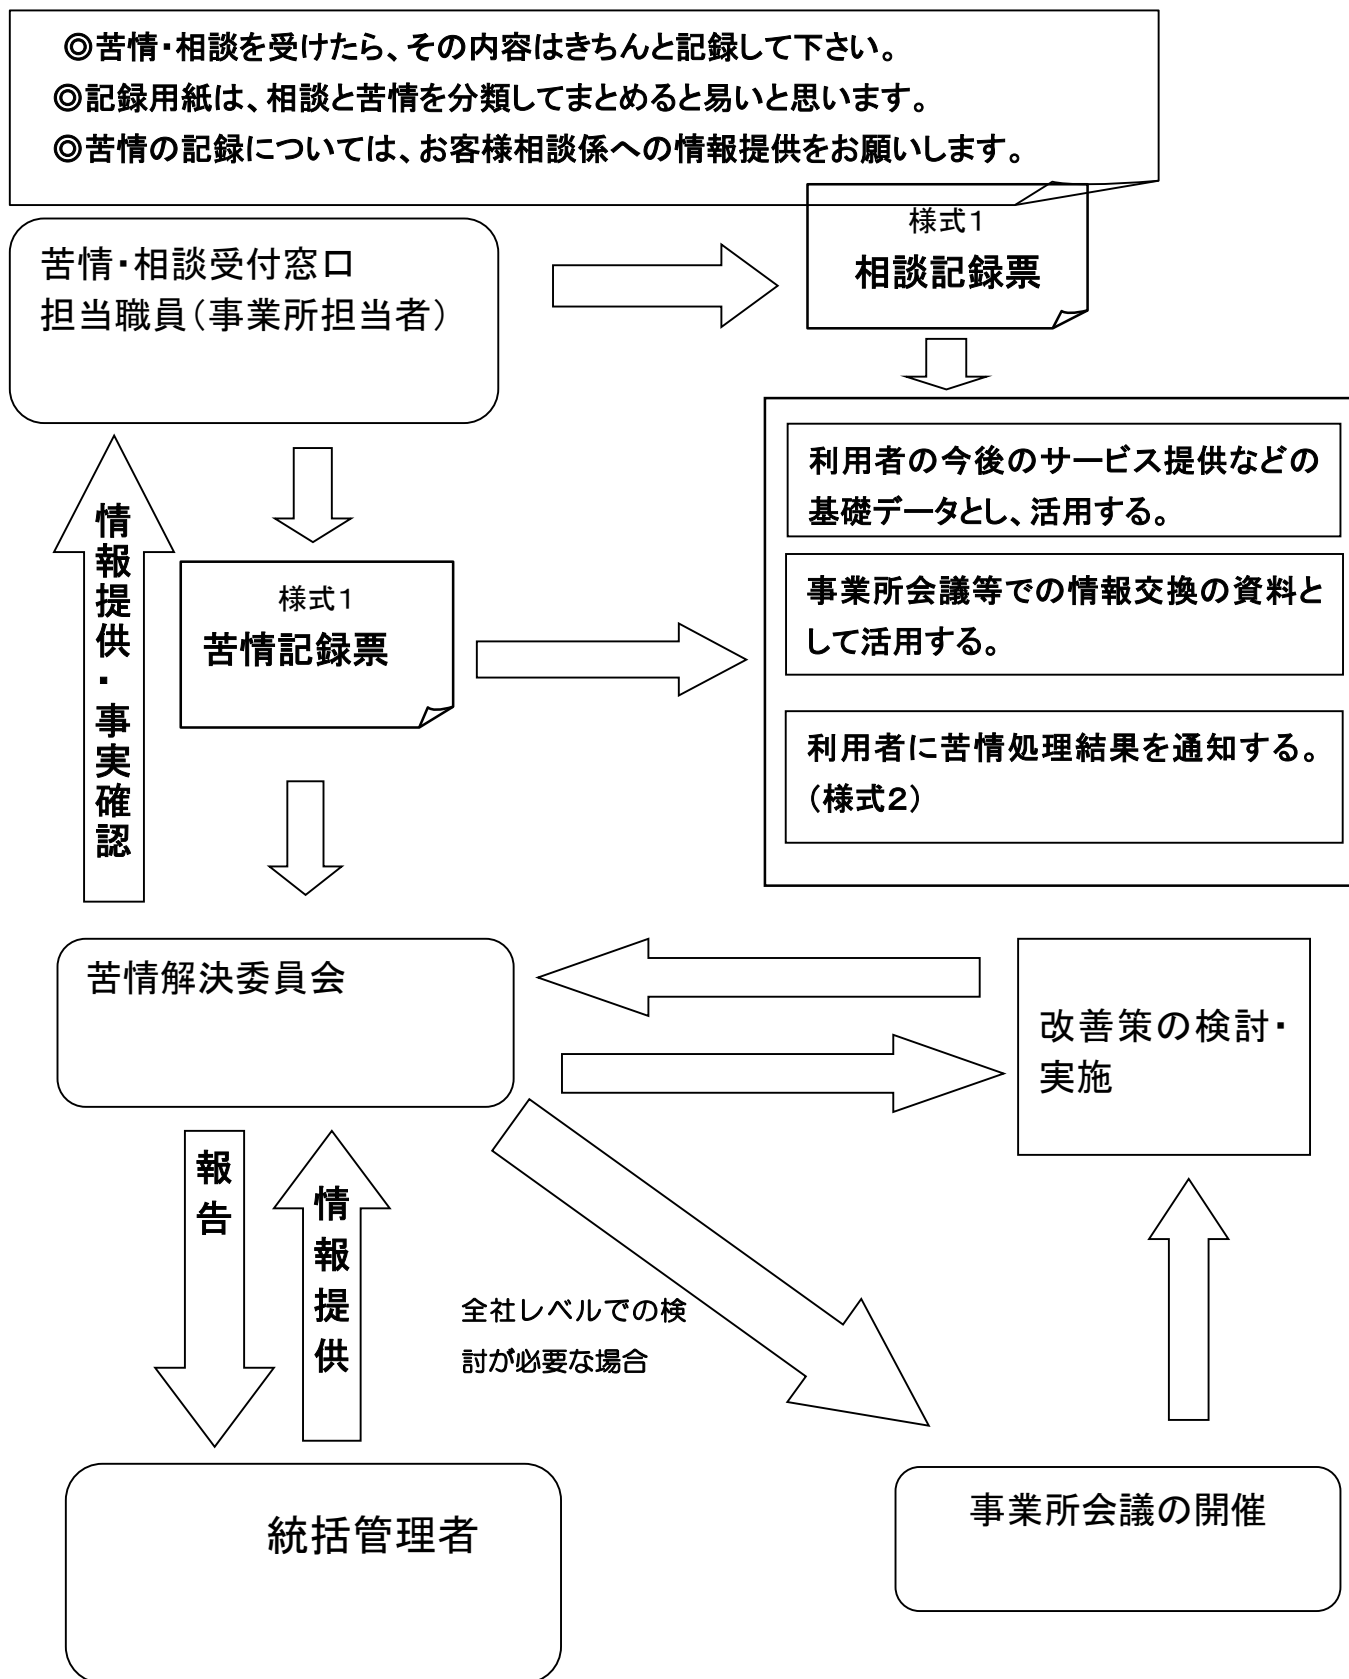 ◎苦情・相談を受けたら、その内容はきちんと記録して下さい。
◎記録用紙は、相談と苦情を分類してまとめると易いと思います。
◎苦情の記録については、お客様相談係への情報提供をお願いします。
様式1
相談記録票
苦情・相談受付窓口
担当職員(事業所担当者)
利用者の今後のサービス提供などの
基礎データとし、活用する。
事業所会議等での情報交換の資料と
して活用する。
利用者に苦情処理結果を通知する。
(様式2)
情報提供・事実確認
様式1
苦情記録票
苦情解決委員会
改善策の検討・
実施
報告
情報提供
全社レベルでの検
討が必要な場合
統括管理者
事業所会議の開催